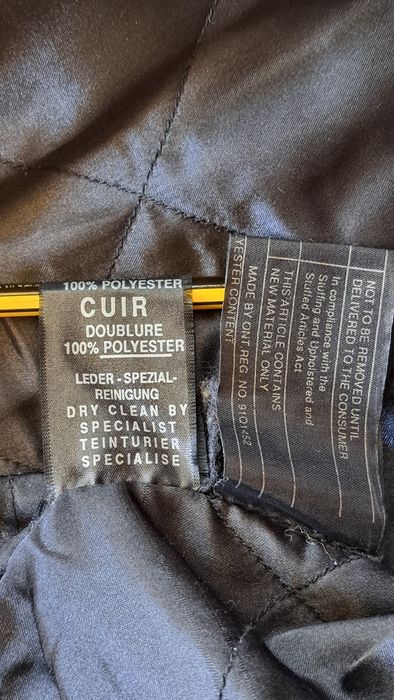 100% POLYESTER
CUIR
DOUBLURE
100% POLYESTER
LEDER - SPEZIAL-
REINIGUNG
DRY CLEAN BY
SPECIALIST
TEINTURIER
SPECIALISE
NOT TO BE REMOVED UNTIL
DELIVERED TO THE CONSUMER
In compliance with the
Stuffing and Upholstered and
Stuffed Articles Act
THIS ARTICLE CONTAINS
NEW MATERIAL ONLY
MADE BY ONT. REG. NO.
YESTER CONTENT